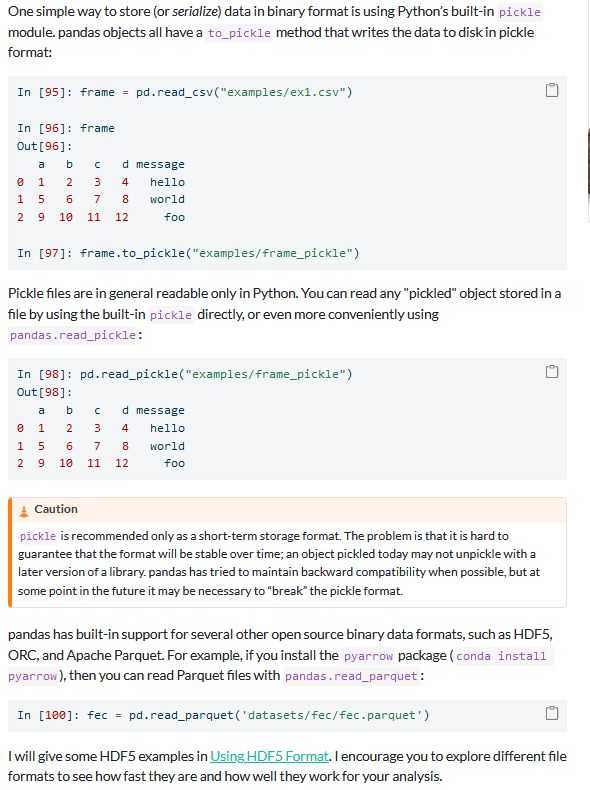 One simple way to store (or serialize) data in binary format is using Python's built-in pickle
module. pandas objects all have a to_pickle method that writes the data to disk in pickle
format:
In [95]: frame = pd.read_csv("examples/ex1.csv")
In [96]: frame
Out[96]:
   a   b   c   d message
0  1   2   3   4   hello
1  5   6   7   8   world
2  9  10  11  12     foo
In [97]: frame.to_pickle("examples/frame_pickle")
Pickle files are in general readable only in Python. You can read any "pickled" object stored in a
file by using the built-in pickle directly, or even more conveniently using
pandas.read_pickle:
In [98]: pd.read_pickle("examples/frame_pickle")
Out[98]:
   a   b   c   d message
0  1   2   3   4   hello
1  5   6   7   8   world
2  9  10  11  12     foo
Caution
pickle is recommended only as a short-term storage format. The problem is that it is hard to
guarantee that the format will be stable over time; an object pickled today may not unpickle with a
later version of a library. pandas has tried to maintain backward compatibility when possible, but at
some point in the future it may be necessary to “break” the pickle format.
pandas has built-in support for several other open source binary data formats, such as HDF5,
ORC, and Apache Parquet. For example, if you install the pyarrow package (conda install
pyarrow), then you can read Parquet files with pandas.read_parquet:
In [100]: fec = pd.read_parquet('datasets/fec/fec.parquet')
I will give some HDF5 examples in Using HDF5 Format. I encourage you to explore different file
formats to see how fast they are and how well they work for your analysis.